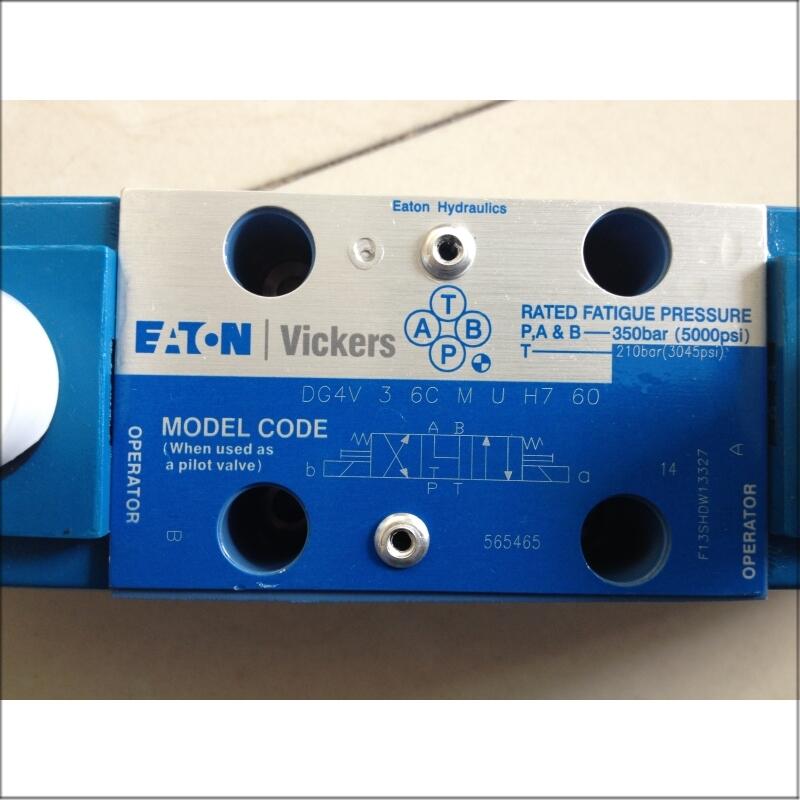 Eaton Hydraulics
EATON | Vickers
T
A B
P
RATED FATIGUE PRESSURE
P,A & B—350bar (5000psi)
T—210bar(3045psi)
DG4V 3 6C M U H7 60
MODEL CODE
(When used as
a pilot valve)
A B
b T a
P T
14
565465
OPERATOR
B
F13SHDW13327
OPERATOR
A